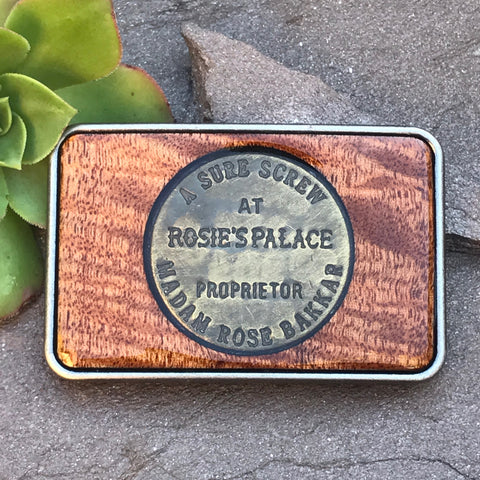 A SURE SCREW
AT
ROSIE'S PALACE
PROPRIETOR
MADAM ROSE BAKKAR